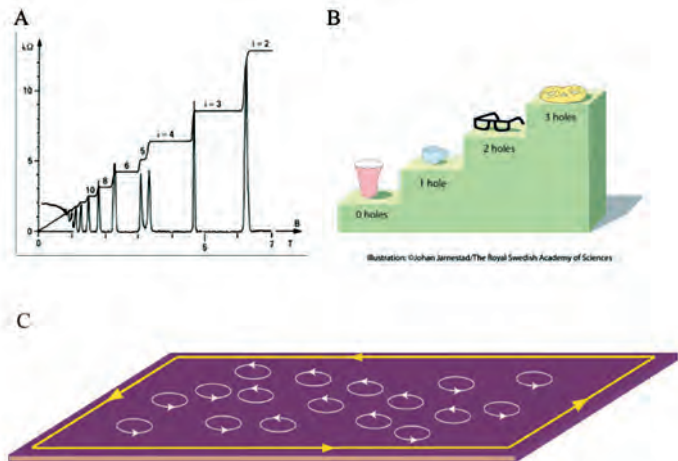 A
B
kΩ
i = 2
10
i = 3
i = 4
5
5
6
8
10
B
0
5
7
T
3 holes
2 holes
1 hole
0 holes
Illustration: ©Johan Jarnestad/The Royal Swedish Academy of Sciences
C